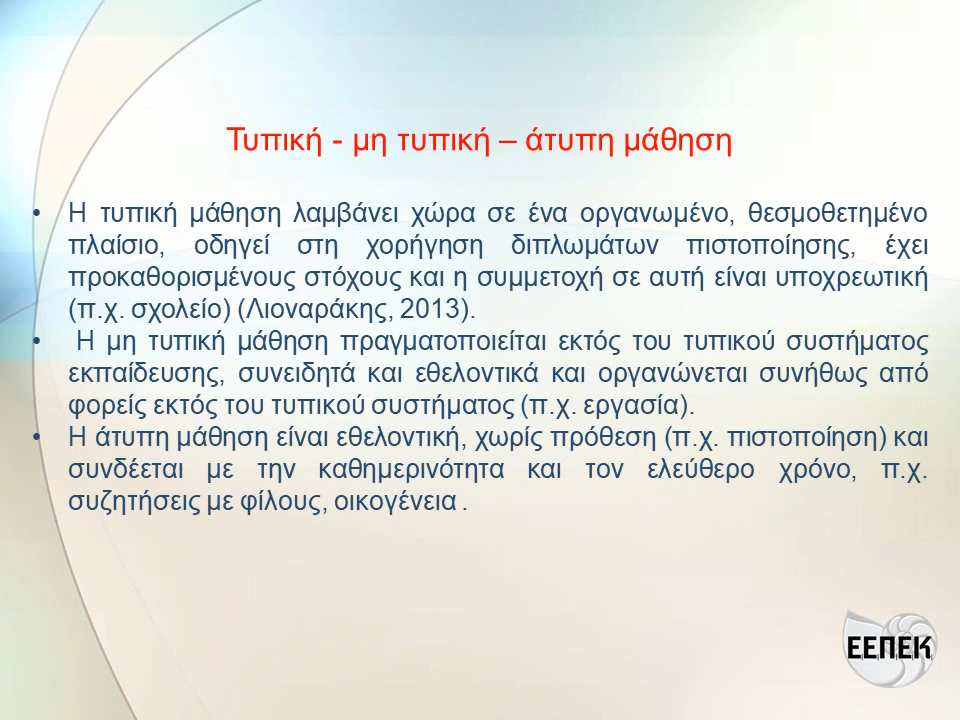 Τυπική - μη τυπική – άτυπη μάθηση
• Η τυπική μάθηση λαμβάνει χώρα σε ένα οργανωμένο, θεσμοθετημένο
πλαίσιο, οδηγεί στη χορήγηση διπλωμάτων πιστοποίησης, έχει
προκαθορισμένους στόχους και η συμμετοχή σε αυτή είναι υποχρεωτική
(π.χ. σχολείο) (Λιοναράκης, 2013).
• Η μη τυπική μάθηση πραγματοποιείται εκτός του τυπικού συστήματος
εκπαίδευσης, συνειδητά και εθελοντικά και οργανώνεται συνήθως από
φορείς εκτός του τυπικού συστήματος (π.χ. εργασία).
• Η άτυπη μάθηση είναι εθελοντική, χωρίς πρόθεση (π.χ. πιστοποίηση) και
συνδέεται με την καθημερινότητα και τον ελεύθερο χρόνο, π.χ.
συζητήσεις με φίλους, οικογένεια .
ΕΕΠΕΚ